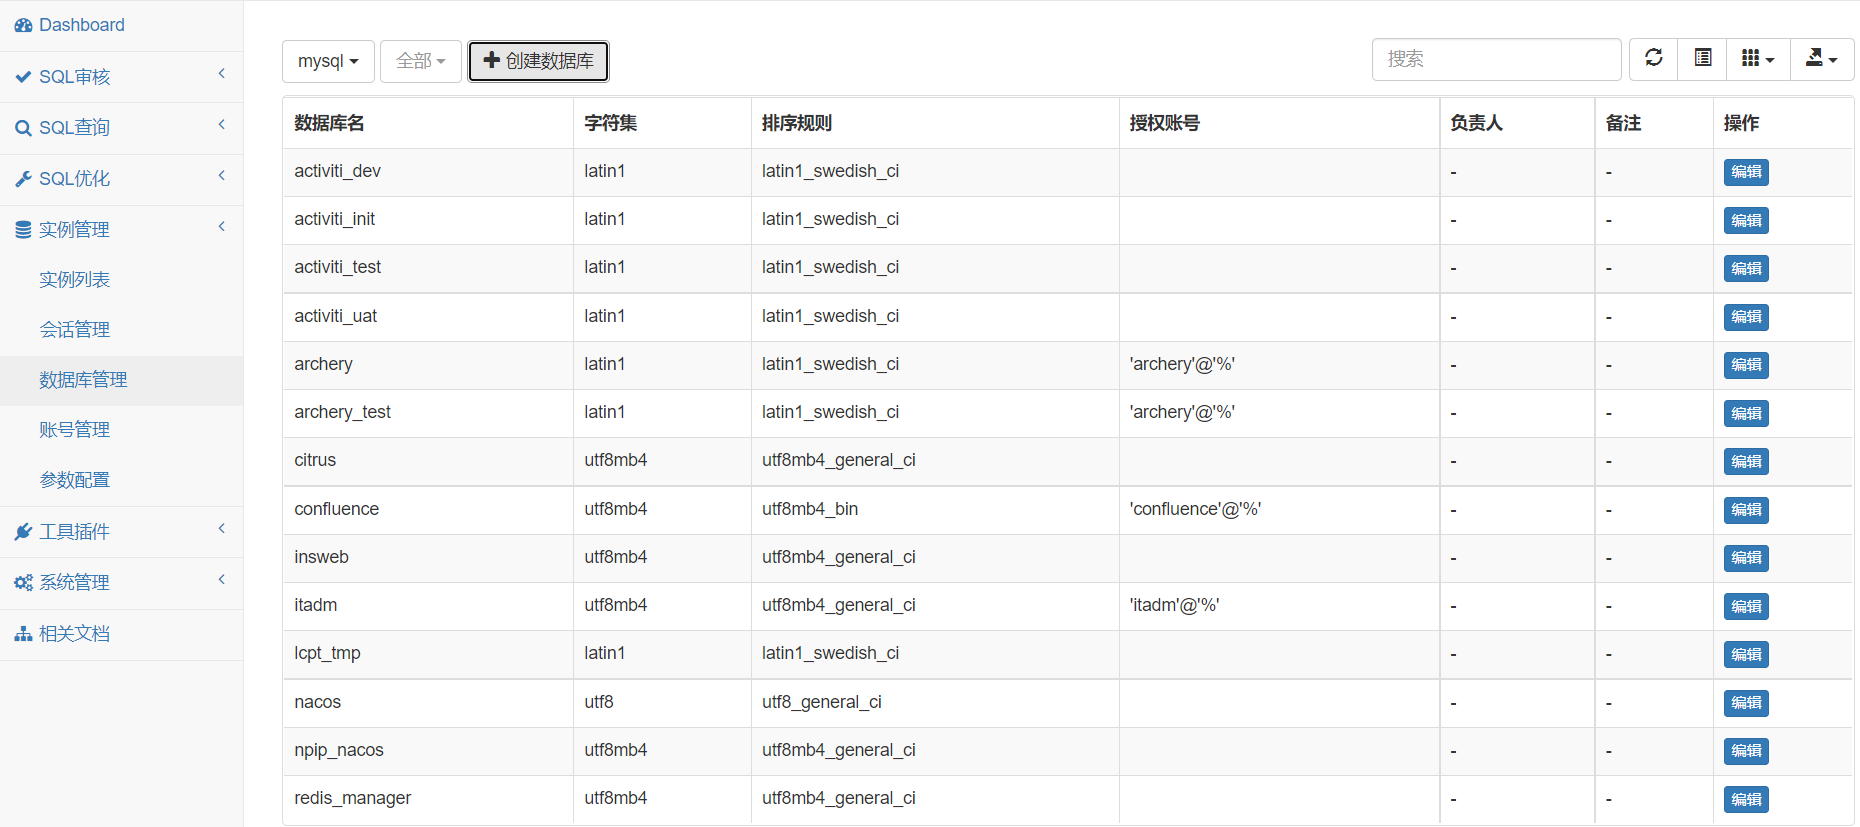 Dashboard
SQL审核
SQL查询
SQL优化
实例管理
实例列表
会话管理
数据库管理
账号管理
参数配置
工具插件
系统管理
相关文档
mysql 全部 创建数据库 搜索
数据库名 字符集 排序规则 授权账号 负责人 备注 操作
activiti_dev latin1 latin1_swedish_ci - - 编辑
activiti_init latin1 latin1_swedish_ci - - 编辑
activiti_test latin1 latin1_swedish_ci - - 编辑
activiti_uat latin1 latin1_swedish_ci - - 编辑
archery latin1 latin1_swedish_ci 'archery'@'%' - - 编辑
archery_test latin1 latin1_swedish_ci 'archery'@'%' - - 编辑
citrus utf8mb4 utf8mb4_general_ci - - 编辑
confluence utf8mb4 utf8mb4_bin 'confluence'@'%' - - 编辑
insweb utf8mb4 utf8mb4_general_ci - - 编辑
itadm utf8mb4 utf8mb4_general_ci 'itadm'@'%' - - 编辑
lcpt_tmp latin1 latin1_swedish_ci - - 编辑
nacos utf8 utf8_general_ci - - 编辑
npip_nacos utf8mb4 utf8mb4_general_ci - - 编辑
redis_manager utf8mb4 utf8mb4_general_ci - - 编辑